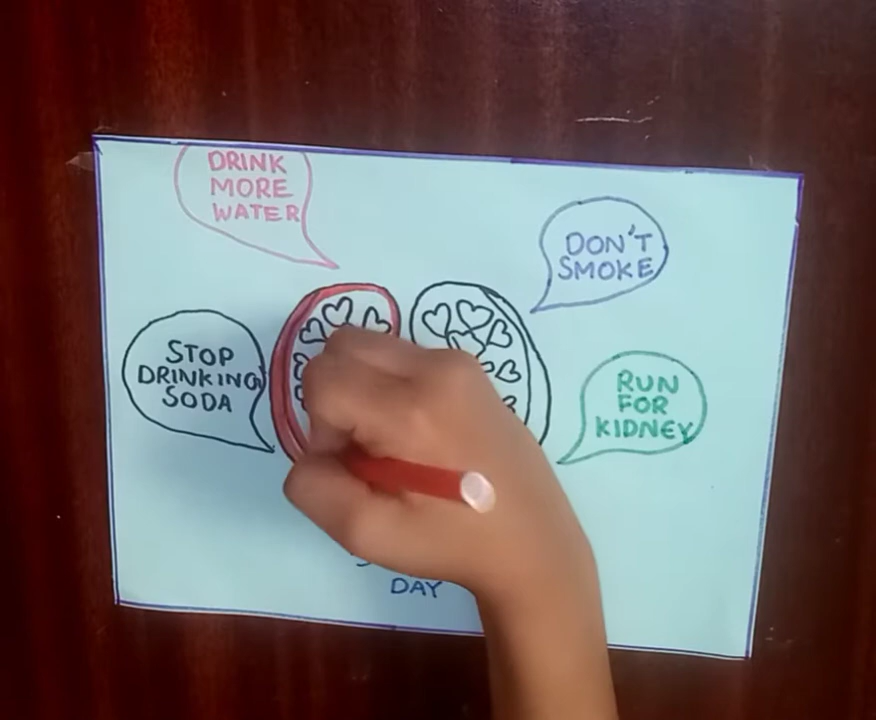 DRINK
MORE
WATER
DON'T
SMOKE
STOP
DRINKING
SODA
RUN
FOR
KIDNEY
DAY